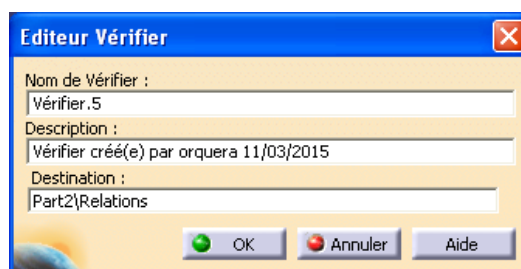 Editeur Vérifier
Nom de Vérifier :
Vérifier.5
Description :
Vérifier créé(e) par orquera 11/03/2015
Destination :
Part2\Relations
OK Annuler Aide